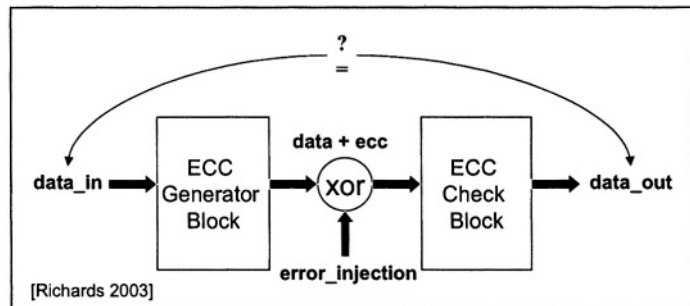 ?
=
data + ecc
data_in
ECC
Generator
Block
xor
ECC
Check
Block
data_out
error_injection
[Richards 2003]